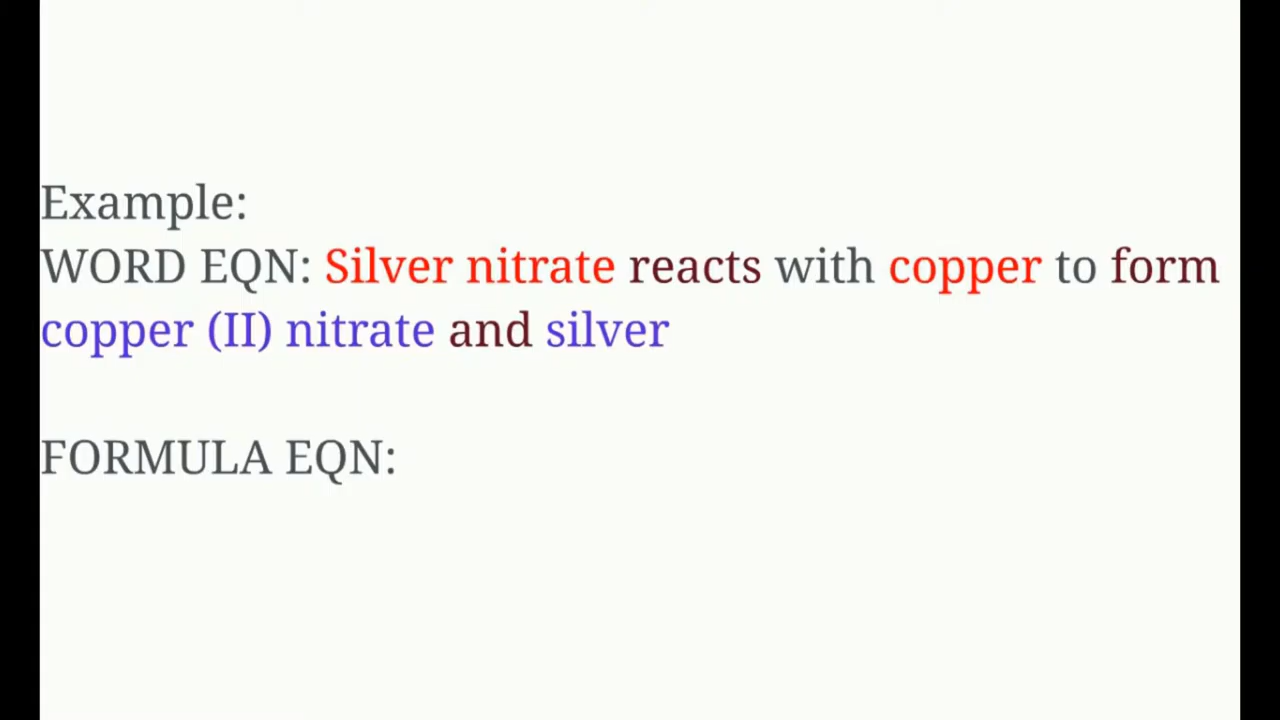 Example:
WORD EQN: Silver nitrate reacts with copper to form
copper (II) nitrate and silver
FORMULA EQN: